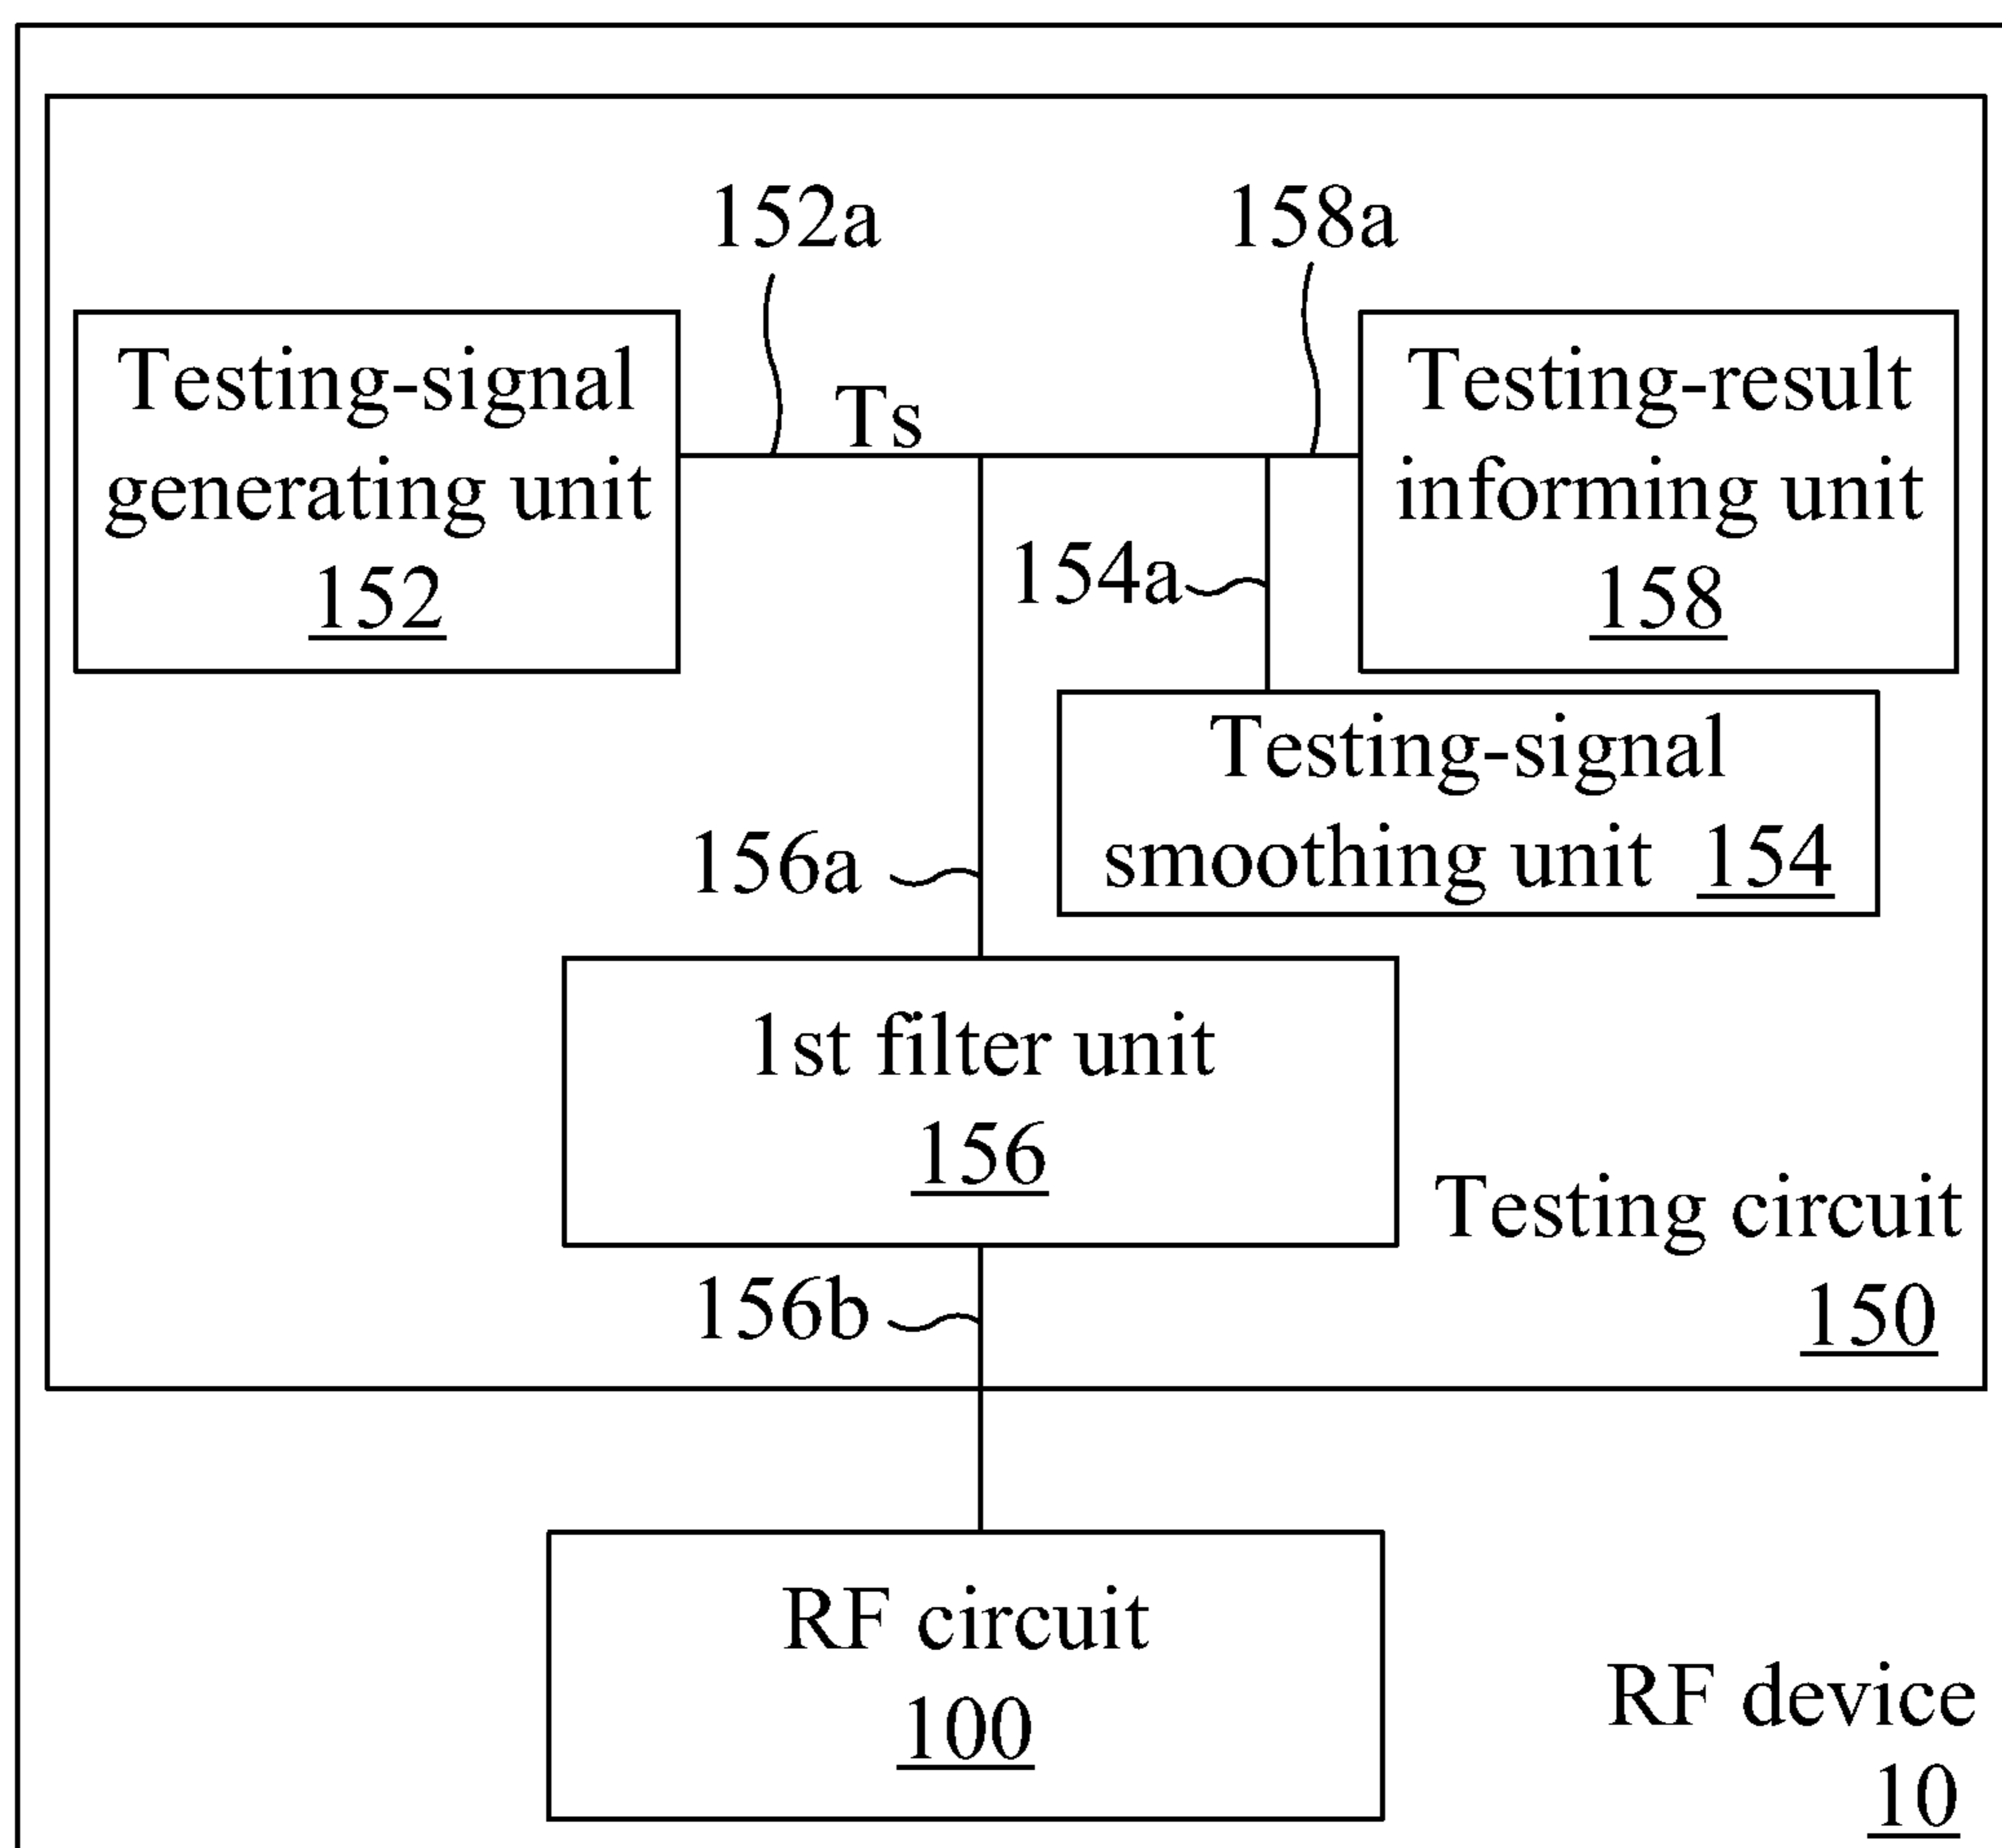 152a
158a
Testing-signal
generating unit
152
Ts
Testing-result
informing unit
158
154a
Testing-signal
smoothing unit 154
156a
1st filter unit
156
156b
Testing circuit
150
RF circuit
100
RF device
10